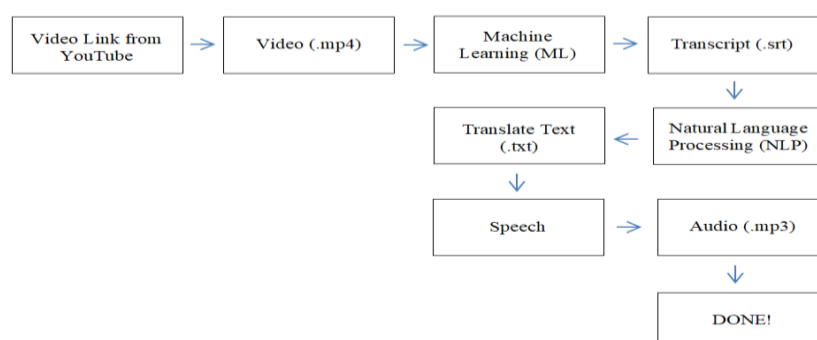 Video Link from
YouTube
Video (.mp4)
Machine
Learning (ML)
Transcript (.srt)
Natural Language
Processing (NLP)
Translate Text
(.txt)
Speech
Audio (.mp3)
DONE!